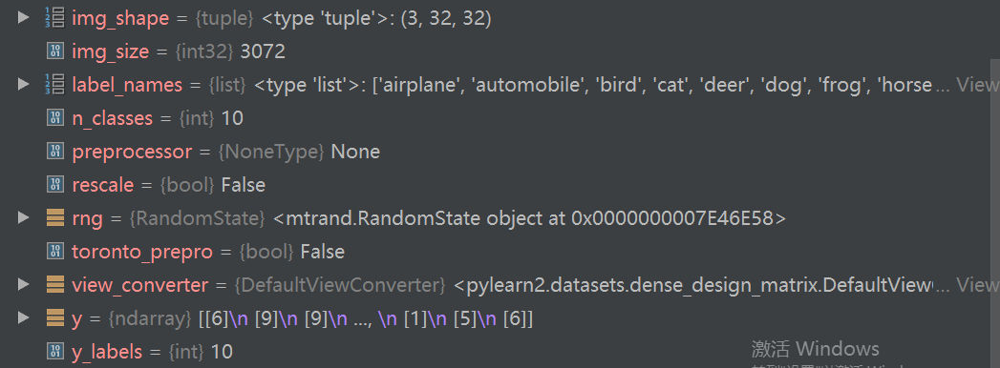 img_shape = {tuple} <type 'tuple'>: (3, 32, 32)
img_size = {int32} 3072
label_names = {list} <type 'list'>: ['airplane', 'automobile', 'bird', 'cat', 'deer', 'dog', 'frog', 'horse... View
n_classes = {int} 10
preprocessor = {NoneType} None
rescale = {bool} False
rng = {RandomState} <mtrand.RandomState object at 0x0000000007E46E58>
toronto_prepro = {bool} False
view_converter = {DefaultViewConverter} <pylearn2.datasets.dense_design_matrix.DefaultView... View
y = {ndarray} [[6]\n [9]\n [9]\n ..., \n [1]\n [5]\n [6]]
y_labels = {int} 10
激活 Windows